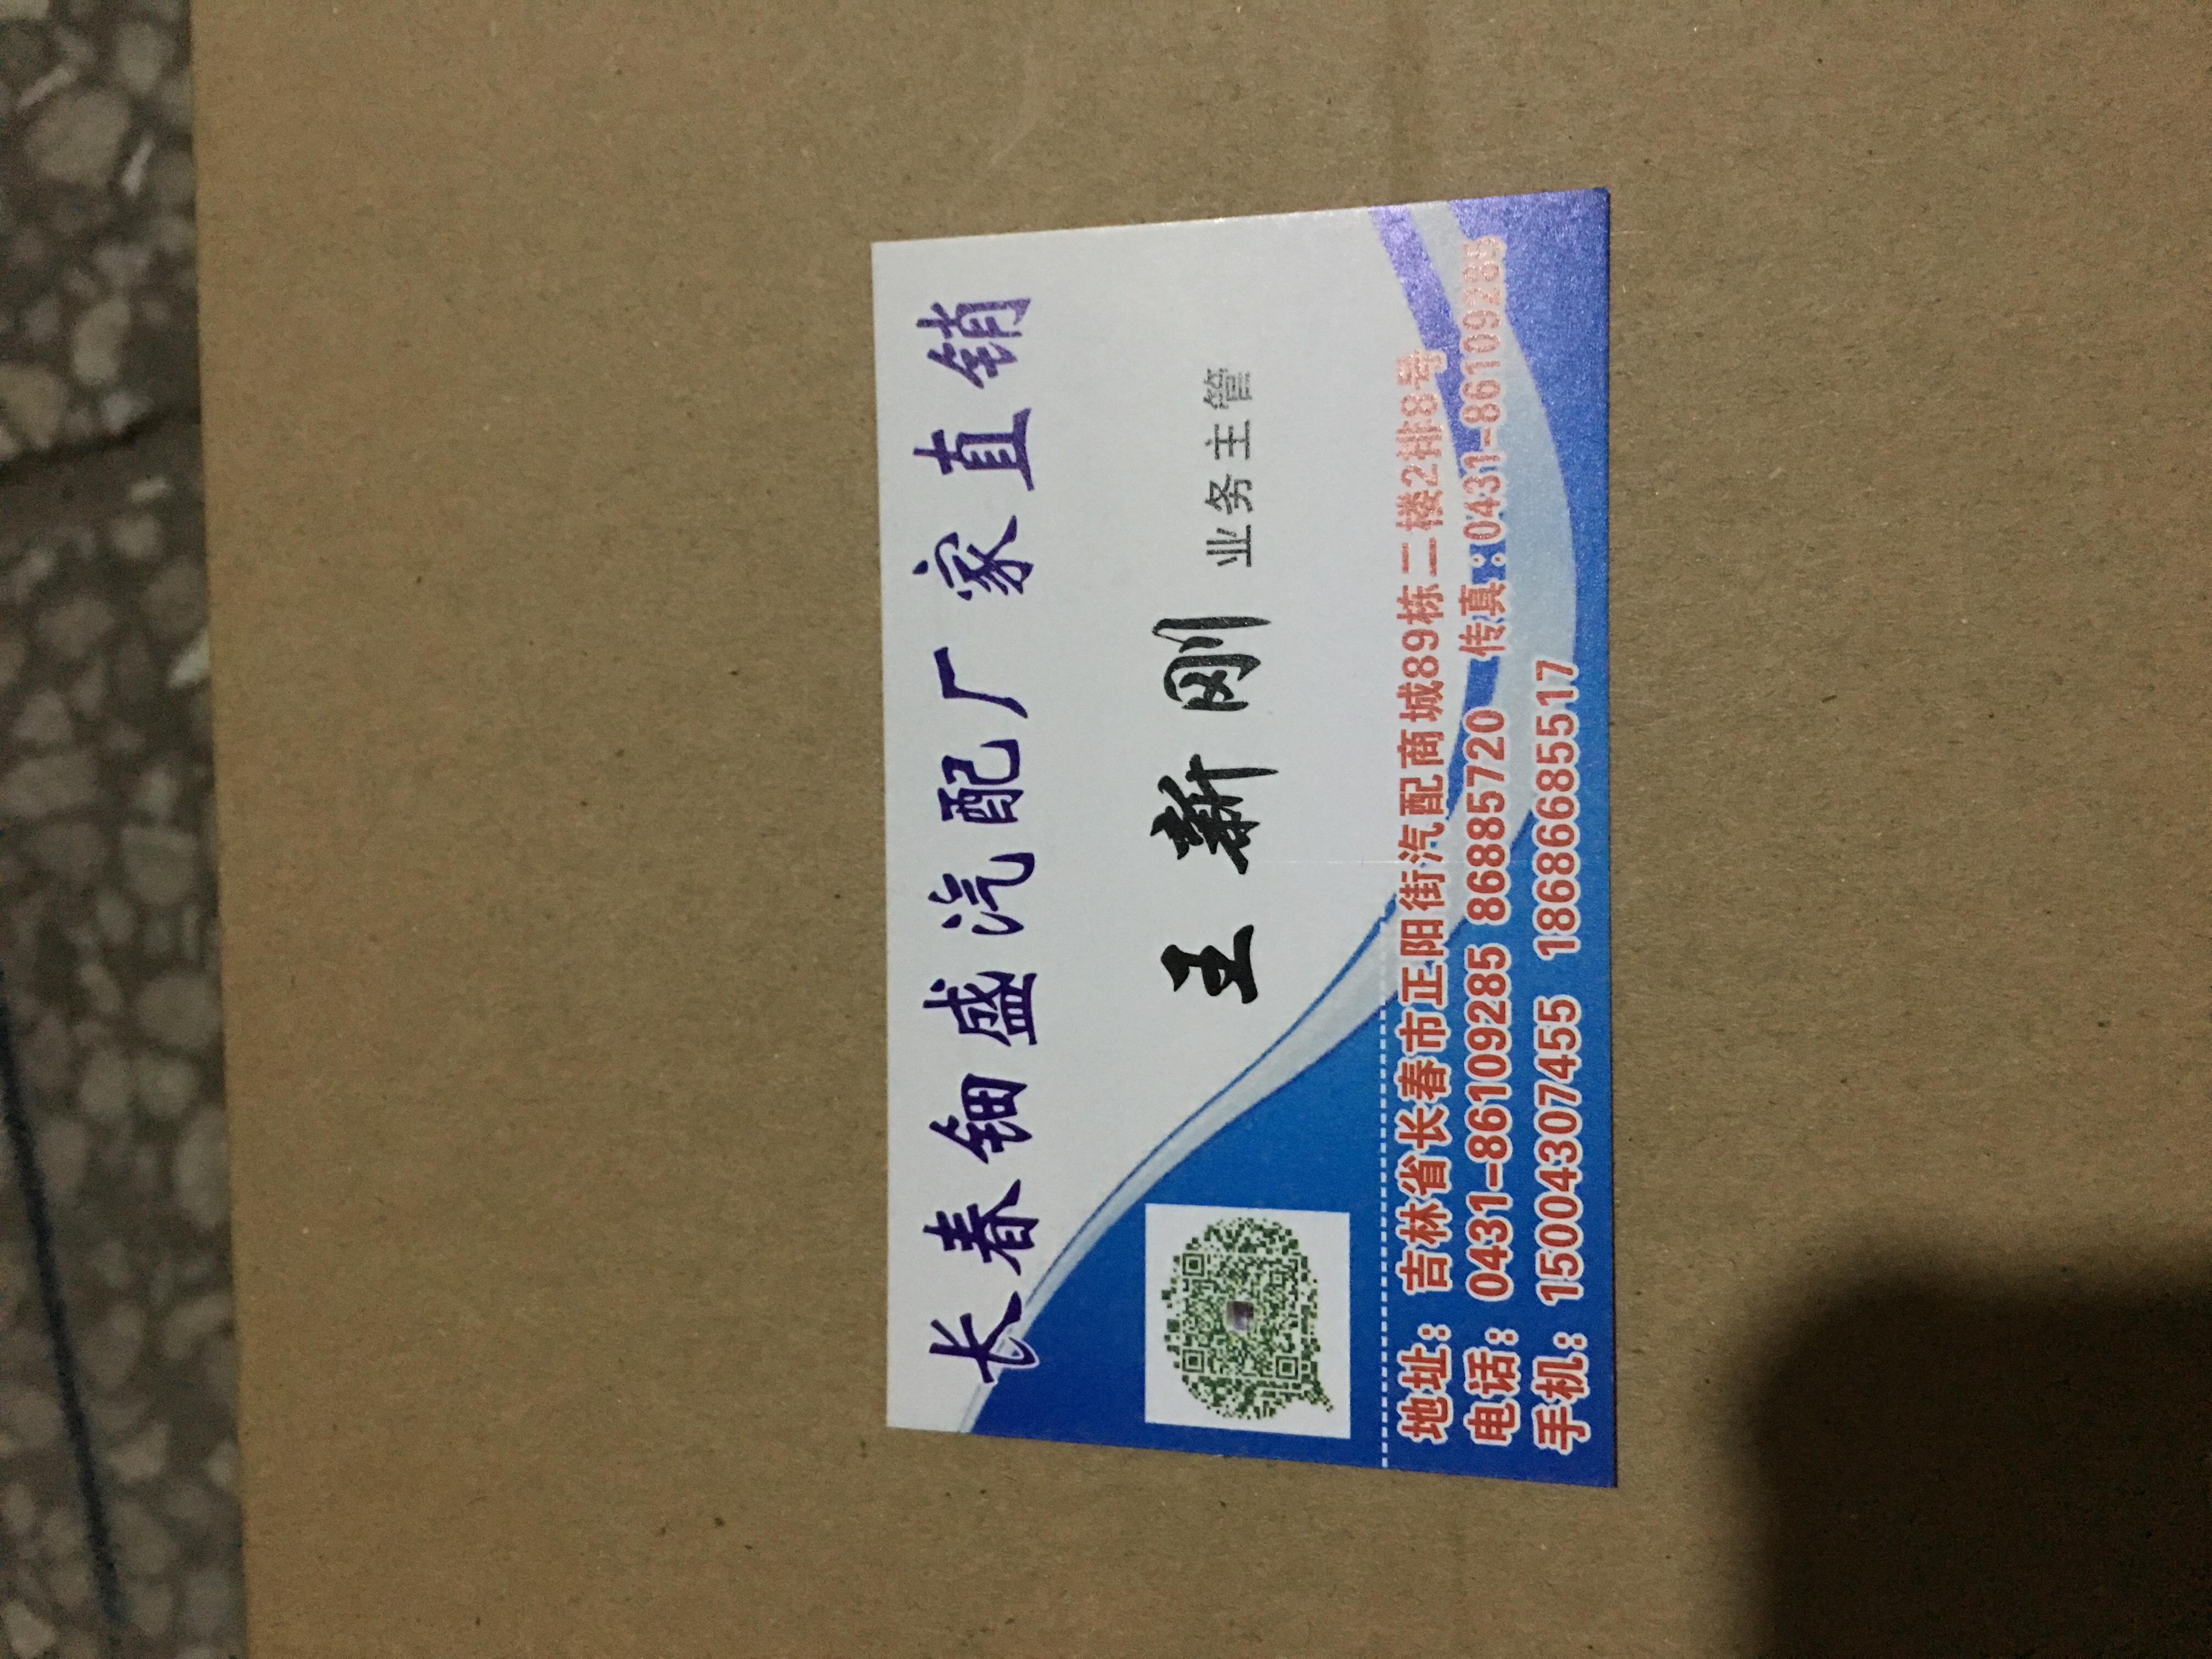 长春钿盛汽配厂家直销
王新刚 业务主管
地址：吉林省长春市正阳街汽配商城89栋二楼2排8号
电话：0431-86109285 86885720 传真：0431-86109285
手机：15004307455 18686685517